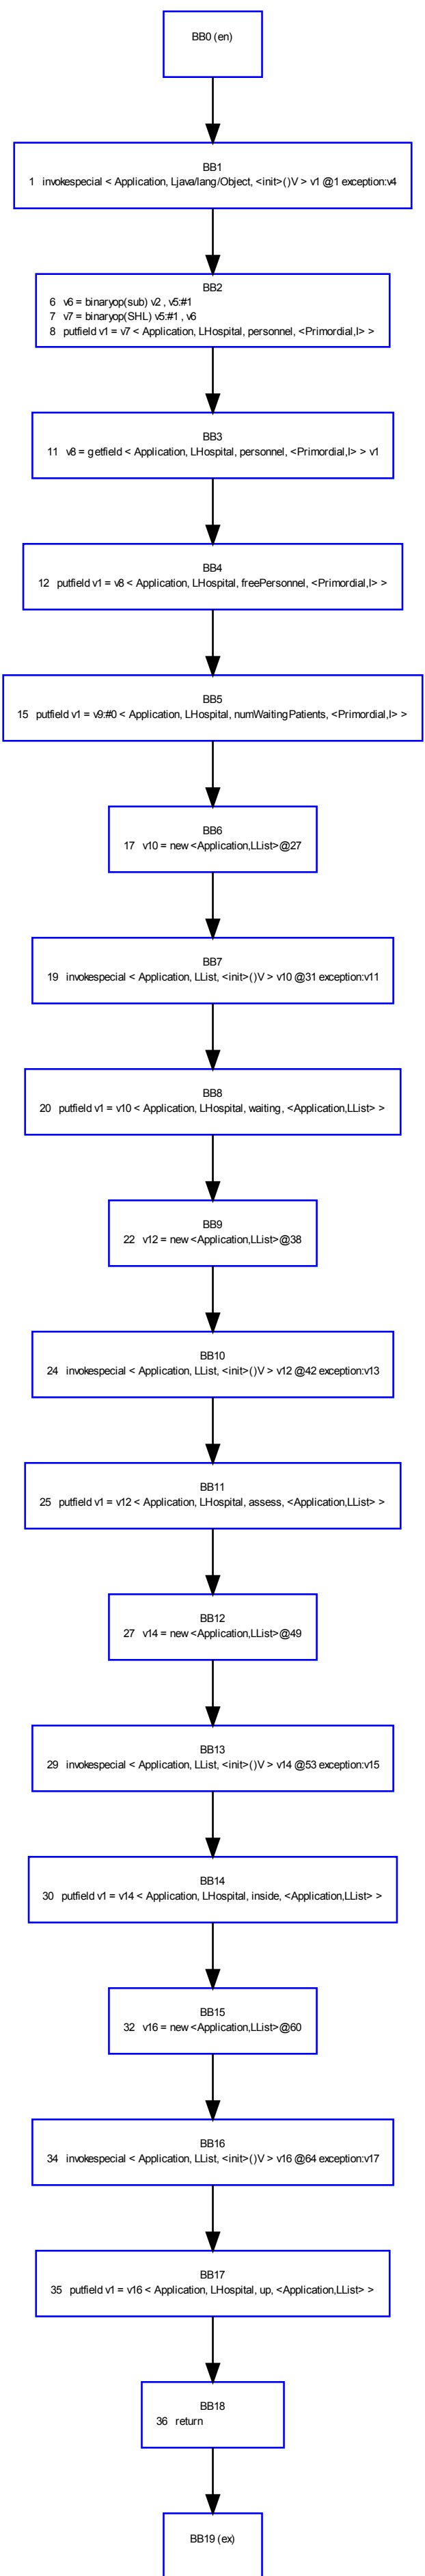 BB0 (en)
BB1
1 invokespecial < Application, Ljava/lang/Object, <init>()V > v1 @1 exception:v4
BB2
6 v6 = binaryop(sub) v2 , v5:#1
7 v7 = binaryop(SHL) v5:#1 , v6
8 putfield v1 = v7 < Application, LHospital, personnel, <Primordial,I> >
BB3
11 v8 = getfield < Application, LHospital, personnel, <Primordial,I> > v1
BB4
12 putfield v1 = v8 < Application, LHospital, freePersonnel, <Primordial,I> >
BB5
15 putfield v1 = v9:#0 < Application, LHospital, numWaitingPatients, <Primordial,I> >
BB6
17 v10 = new <Application,LList>@27
BB7
19 invokespecial < Application, LList, <init>()V > v10 @31 exception:v11
BB8
20 putfield v1 = v10 < Application, LHospital, waiting, <Application,LList> >
BB9
22 v12 = new <Application,LList>@38
BB10
24 invokespecial < Application, LList, <init>()V > v12 @42 exception:v13
BB11
25 putfield v1 = v12 < Application, LHospital, assess, <Application,LList> >
BB12
27 v14 = new <Application,LList>@49
BB13
29 invokespecial < Application, LList, <init>()V > v14 @53 exception:v15
BB14
30 putfield v1 = v14 < Application, LHospital, inside, <Application,LList> >
BB15
32 v16 = new <Application,LList>@60
BB16
34 invokespecial < Application, LList, <init>()V > v16 @64 exception:v17
BB17
35 putfield v1 = v16 < Application, LHospital, up, <Application,LList> >
BB18
36 return
BB19 (ex)